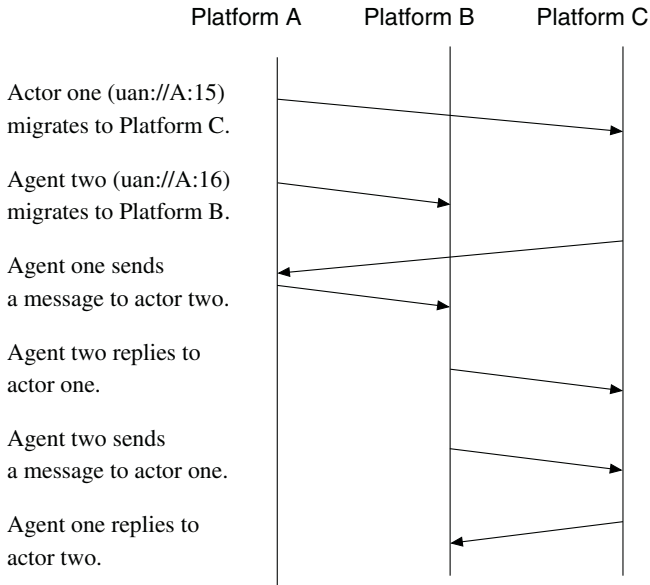 Platform A Platform B Platform C
Actor one (uan://A:15)
migrates to Platform C.
Agent two (uan://A:16)
migrates to Platform B.
Agent one sends
a message to actor two.
Agent two replies to
actor one.
Agent two sends
a message to actor one.
Agent one replies to
actor two.